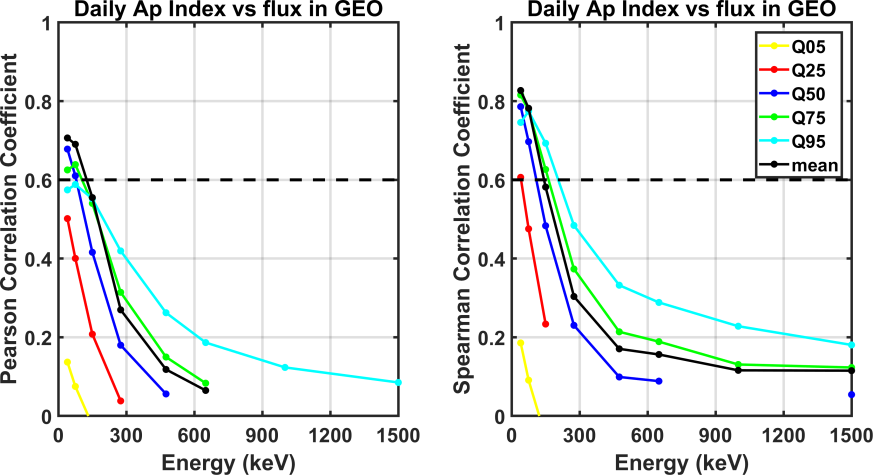 Daily Ap Index vs flux in GEO
Pearson Correlation Coefficient
1
0.8
0.6
0.4
0.2
0
0
300
600
900
1200
1500
Energy (keV)
Daily Ap Index vs flux in GEO
Spearman Correlation Coefficient
1
0.8
0.6
0.4
0.2
0
0
300
600
900
1200
1500
Energy (keV)
Q05
Q25
Q50
Q75
Q95
mean